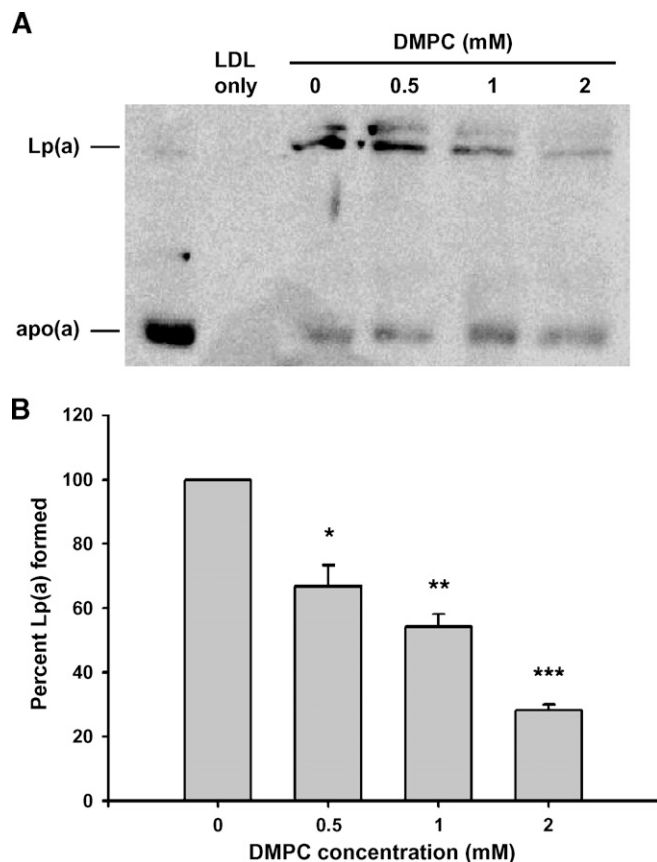 A
LDL only
DMPC (mM)
0 0.5 1 2
Lp(a)
apo(a)
B
Percent Lp(a) formed
120
100
80
60
40
20
0
*
**
***
0 0.5 1 2
DMPC concentration (mM)